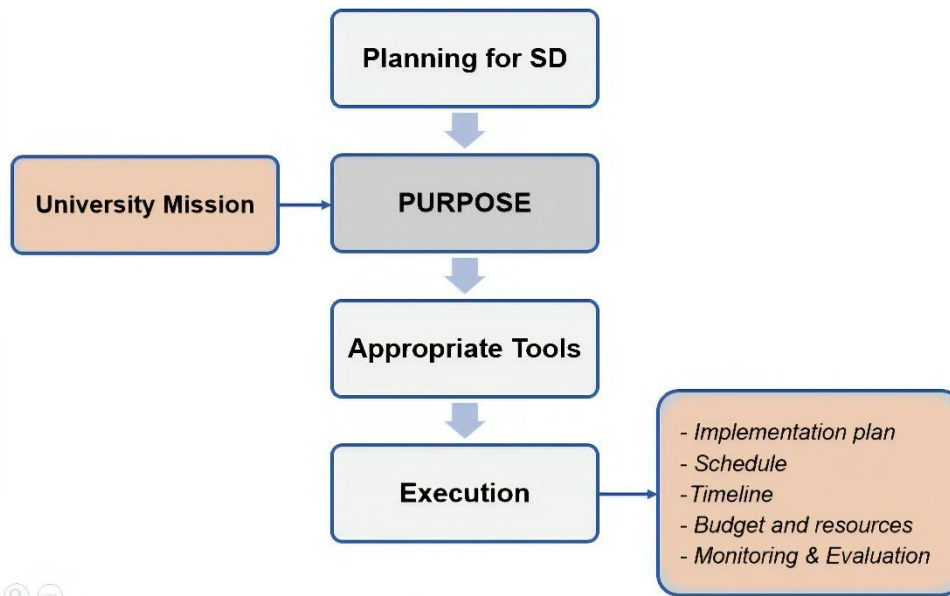 Planning for SD
University Mission
PURPOSE
Appropriate Tools
Execution
- Implementation plan
- Schedule
-Timeline
- Budget and resources
- Monitoring & Evaluation